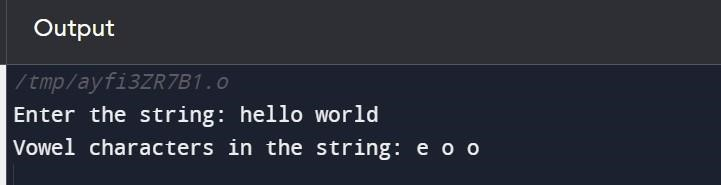 Output
/tmp/ayfi3ZR7B1.o
Enter the string: hello world
Vowel characters in the string: e o o